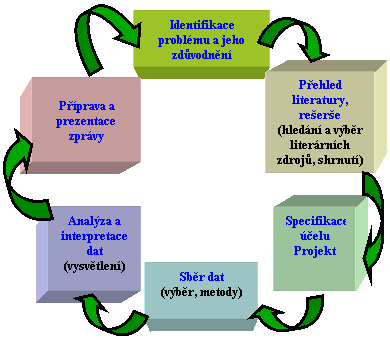 Identifikace
problému a jeho
zdůvodnění
Přehled
literatury,
rešerše
(hledání a výběr
literárních
zdrojů, shrnutí)
Specifikace
účelu
Projekt
Sběr dat
(výběr, metody)
Analýza a
interpretace
dat
(vysvětlení)
Příprava a
prezentace
zprávy